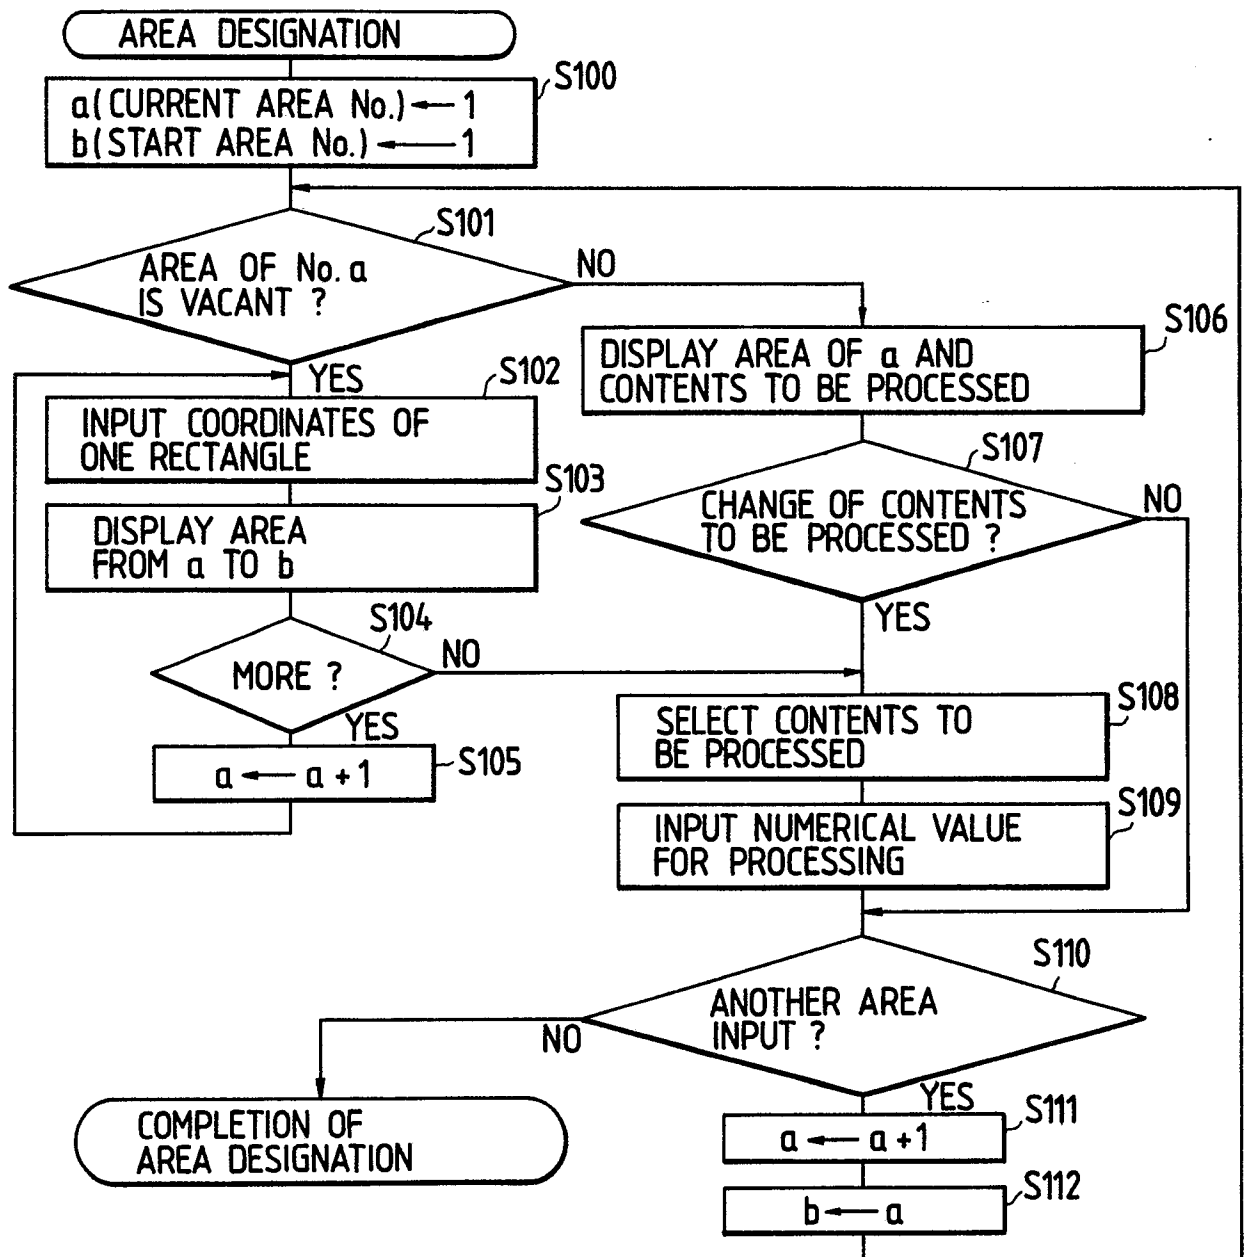 AREA DESIGNATION
S100
a(CURRENT AREA No.) ← 1
b(START AREA No.) ← 1
S101
AREA OF No. a
IS VACANT ?
NO
YES
S102
INPUT COORDINATES OF
ONE RECTANGLE
S103
DISPLAY AREA
FROM a TO b
S104
MORE ?
NO
YES
a ← a + 1
S105
S106
DISPLAY AREA OF a AND
CONTENTS TO BE PROCESSED
S107
CHANGE OF CONTENTS
TO BE PROCESSED ?
NO
YES
S108
SELECT CONTENTS TO
BE PROCESSED
S109
INPUT NUMERICAL VALUE
FOR PROCESSING
S110
ANOTHER AREA
INPUT ?
NO
YES
COMPLETION OF
AREA DESIGNATION
S111
a ← a + 1
S112
b ← a